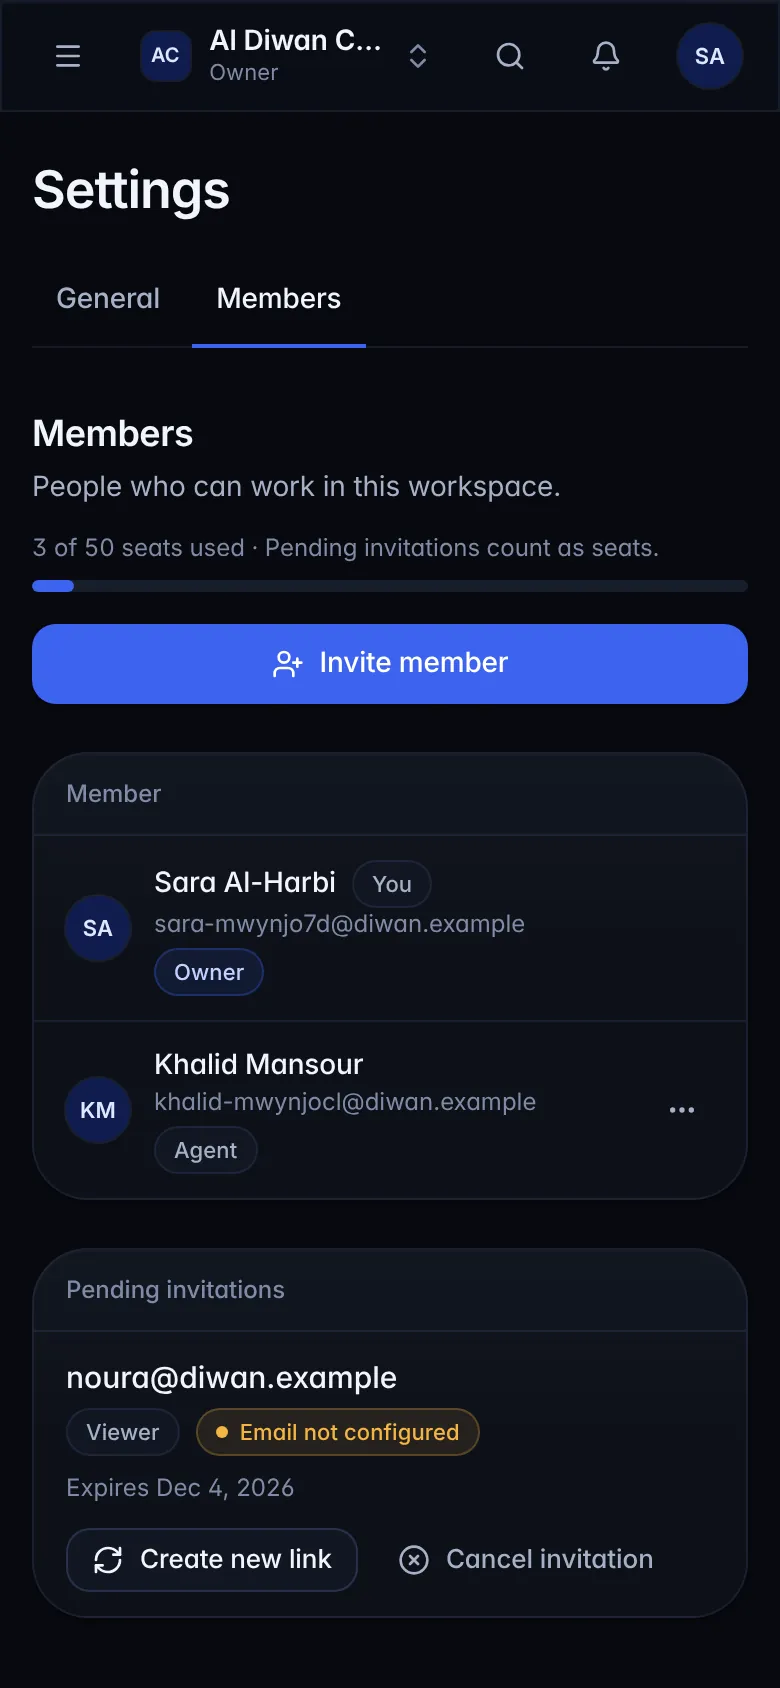 AC
Al Diwan C...
Owner
SA
Settings
General
Members
Members
People who can work in this workspace.
3 of 50 seats used · Pending invitations count as seats.
Invite member
Member
Sara Al-Harbi
You
SA
sara-mwynjo7d@diwan.example
Owner
Khalid Mansour
KM
khalid-mwynjocl@diwan.example
Agent
Pending invitations
noura@diwan.example
Viewer
Email not configured
Expires Dec 4, 2026
Create new link
Cancel invitation